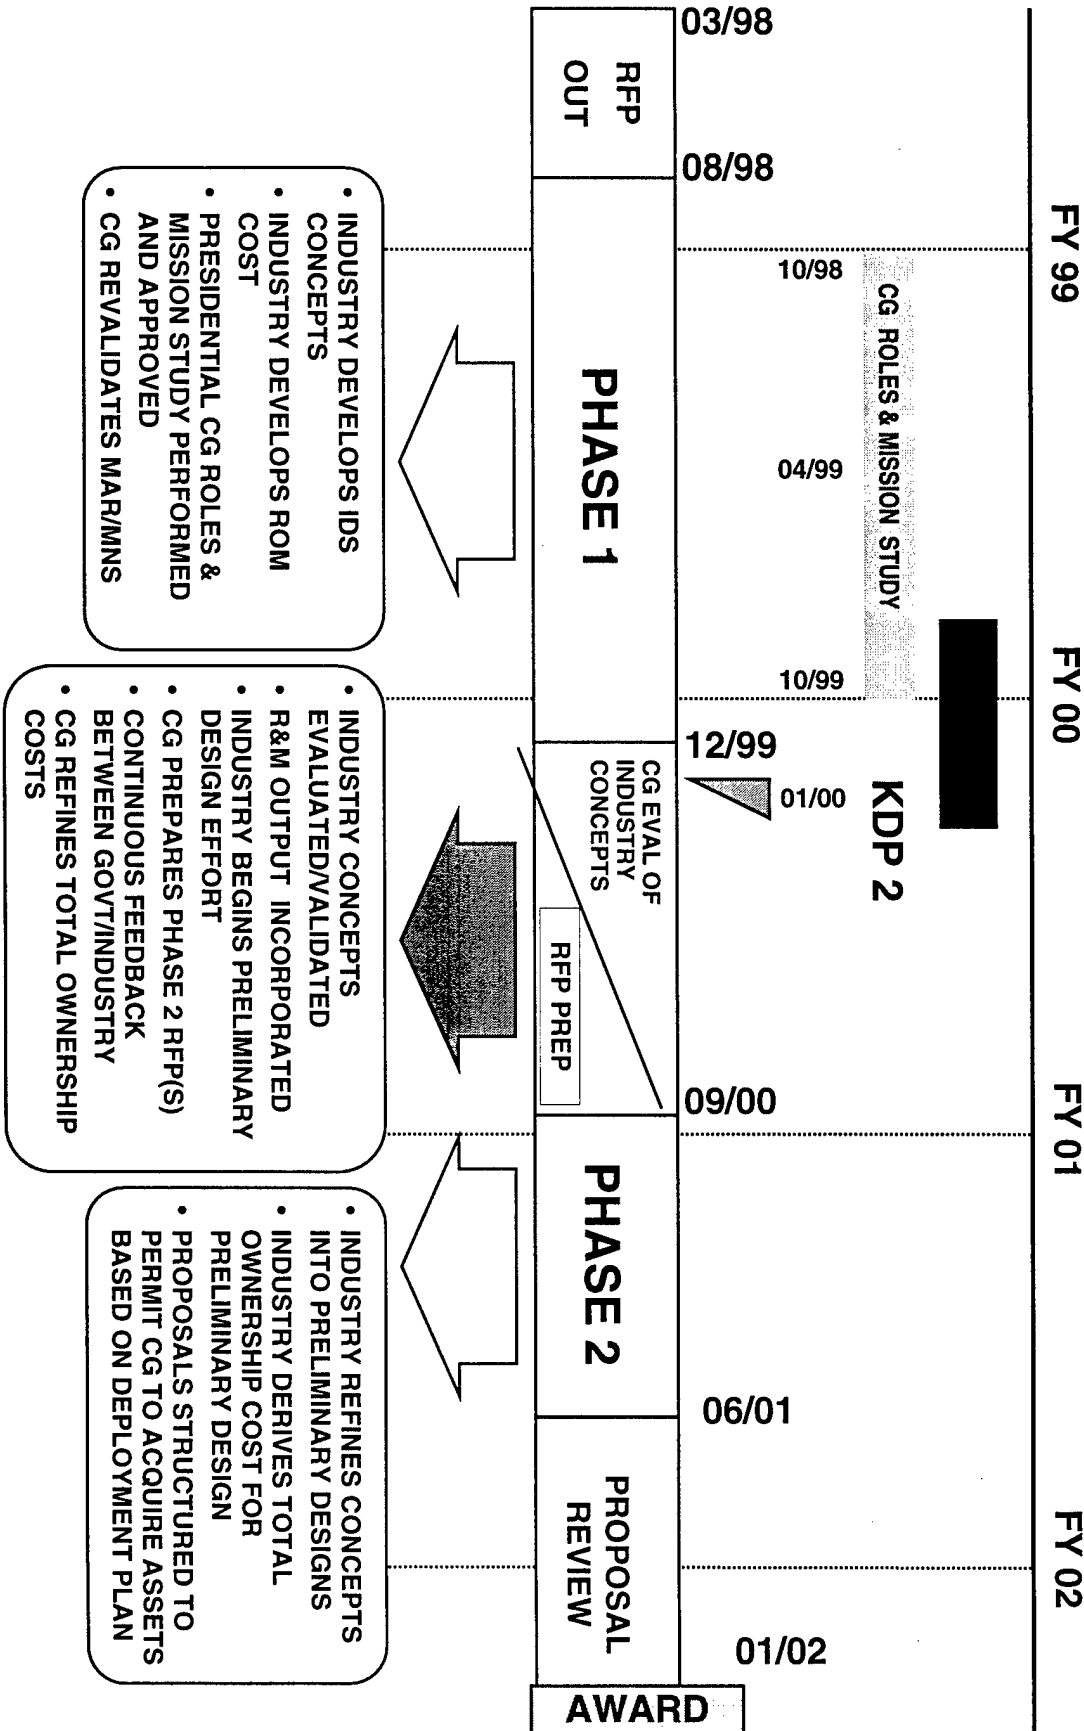 FY 99
FY 00
FY 01
FY 02
CG ROLES & MISSION STUDY
10/98
04/99
10/99
KDP 2
01/00
03/98
08/98
12/99
09/00
06/01
01/02
RFP
OUT
PHASE 1
CG EVAL OF
INDUSTRY
CONCEPTS
RFP PREP
PHASE 2
PROPOSAL
REVIEW
AWARD
• INDUSTRY DEVELOPS IDS
CONCEPTS
• INDUSTRY DEVELOPS ROM
COST
• PRESIDENTIAL CG ROLES &
MISSION STUDY PERFORMED
AND APPROVED
• CG REVALIDATES MAR/MNS
• INDUSTRY CONCEPTS
EVALUATED/VALIDATED
• R&M OUTPUT INCORPORATED
• INDUSTRY BEGINS PRELIMINARY
DESIGN EFFORT
• CG PREPARES PHASE 2 RFP(S)
• CONTINUOUS FEEDBACK
BETWEEN GOVT/INDUSTRY
• CG REFINES TOTAL OWNERSHIP
COSTS
• INDUSTRY REFINES CONCEPTS
INTO PRELIMINARY DESIGNS
• INDUSTRY DERIVES TOTAL
OWNERSHIP COST FOR
PRELIMINARY DESIGN
• PROPOSALS STRUCTURED TO
PERMIT CG TO ACQUIRE ASSETS
BASED ON DEPLOYMENT PLAN